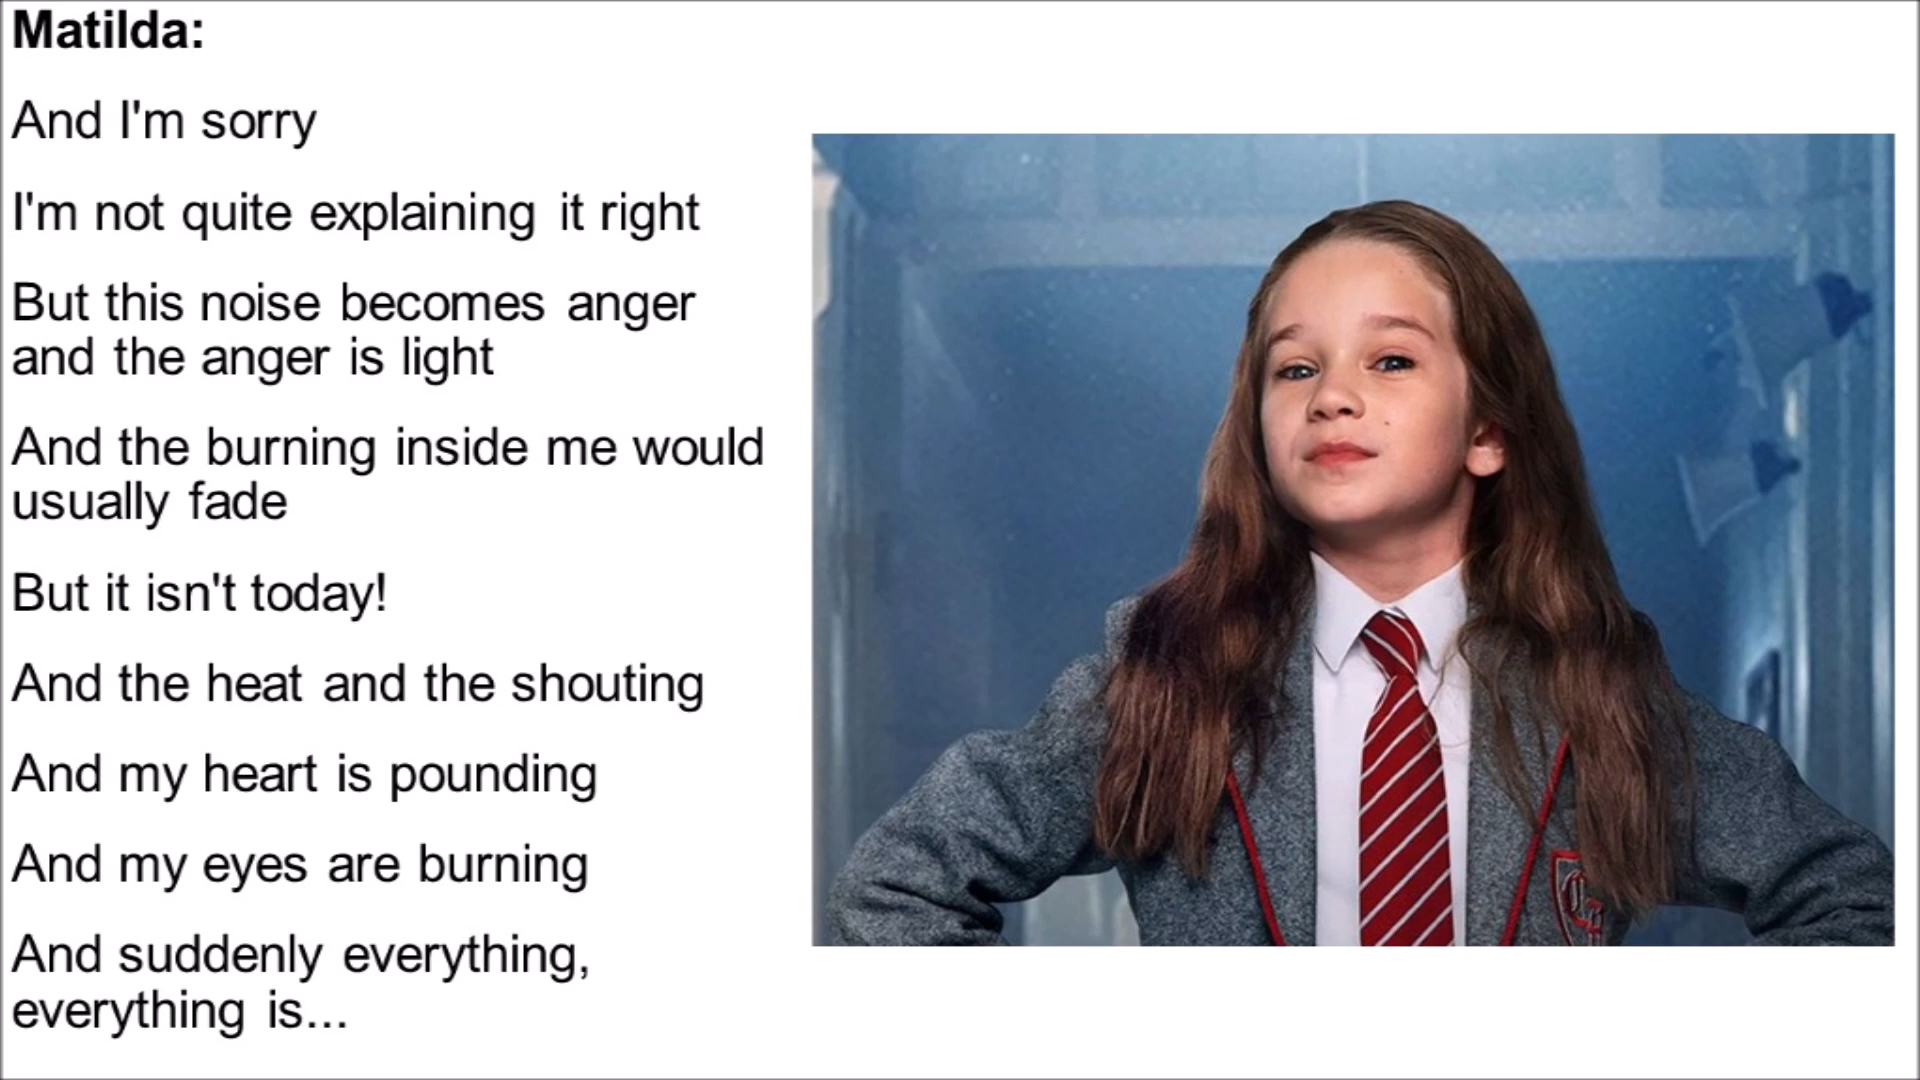 Matilda:
And I'm sorry
I'm not quite explaining it right
But this noise becomes anger
and the anger is light
And the burning inside me would
usually fade
But it isn't today!
And the heat and the shouting
And my heart is pounding
And my eyes are burning
And suddenly everything,
everything is...